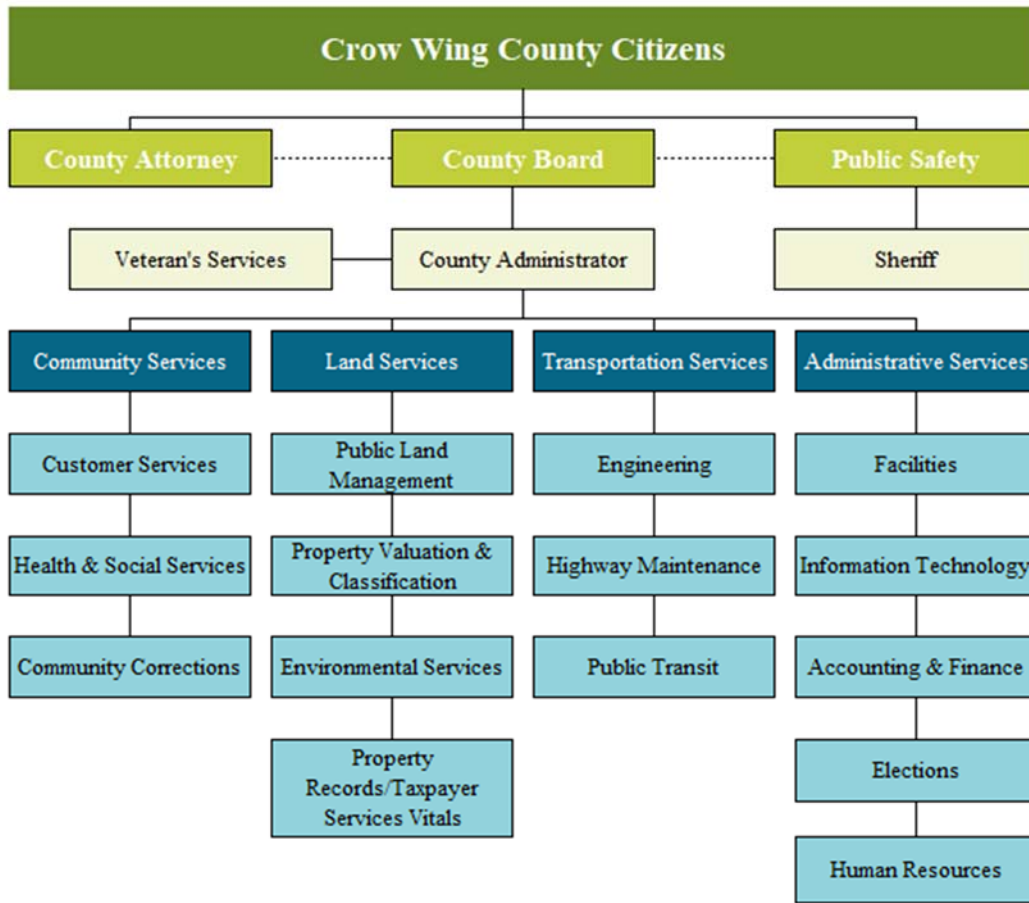 Crow Wing County Citizens
County Attorney
County Board
Public Safety
Veteran's Services
County Administrator
Sheriff
Community Services
Land Services
Transportation Services
Administrative Services
Customer Services
Public Land
Management
Engineering
Facilities
Health & Social Services
Property Valuation &
Classification
Highway Maintenance
Information Technology
Community Corrections
Environmental Services
Public Transit
Accounting & Finance
Property
Records/Taxpayer
Services Vitals
Elections
Human Resources